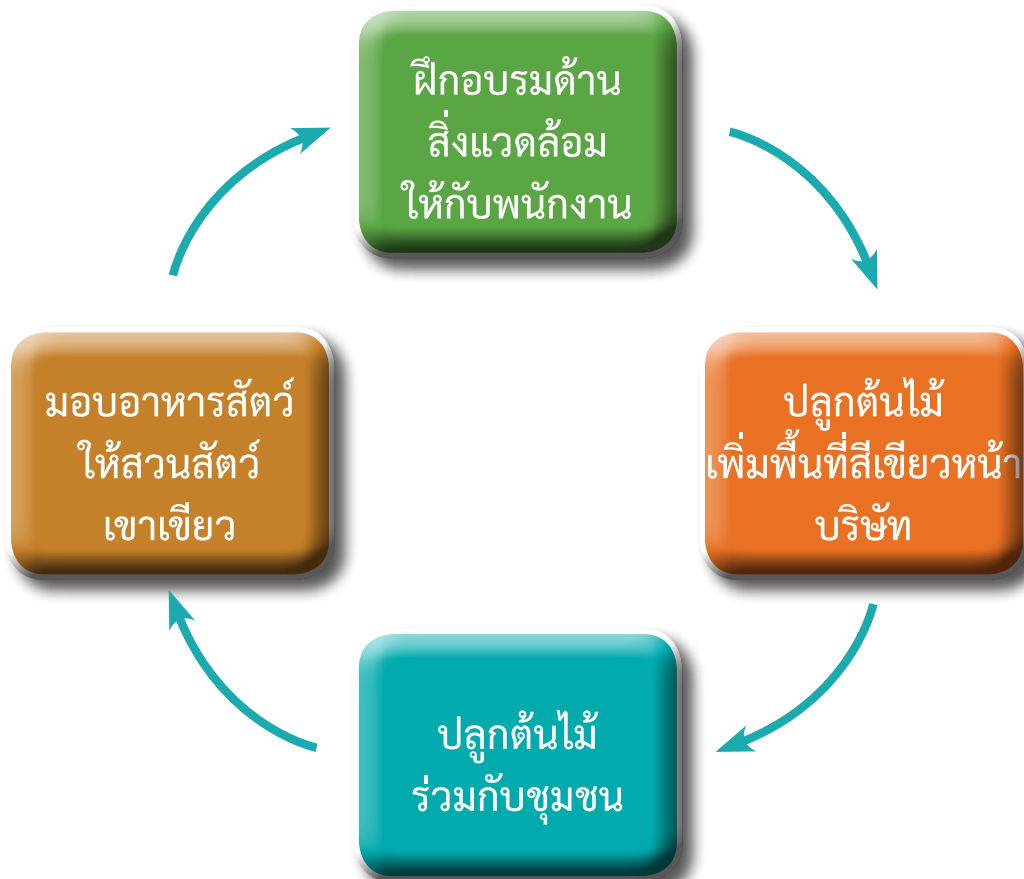 ฝึกอบรมด้าน
สิ่งแวดล้อม
ให้กับพนักงาน
มอบอาหารสัตว์
ให้สวนสัตว์
เขาเขียว
ปลูกต้นไม้
เพิ่มพื้นที่สีเขียวหน้า
บริษัท
ปลูกต้นไม้
ร่วมกับชุมชน